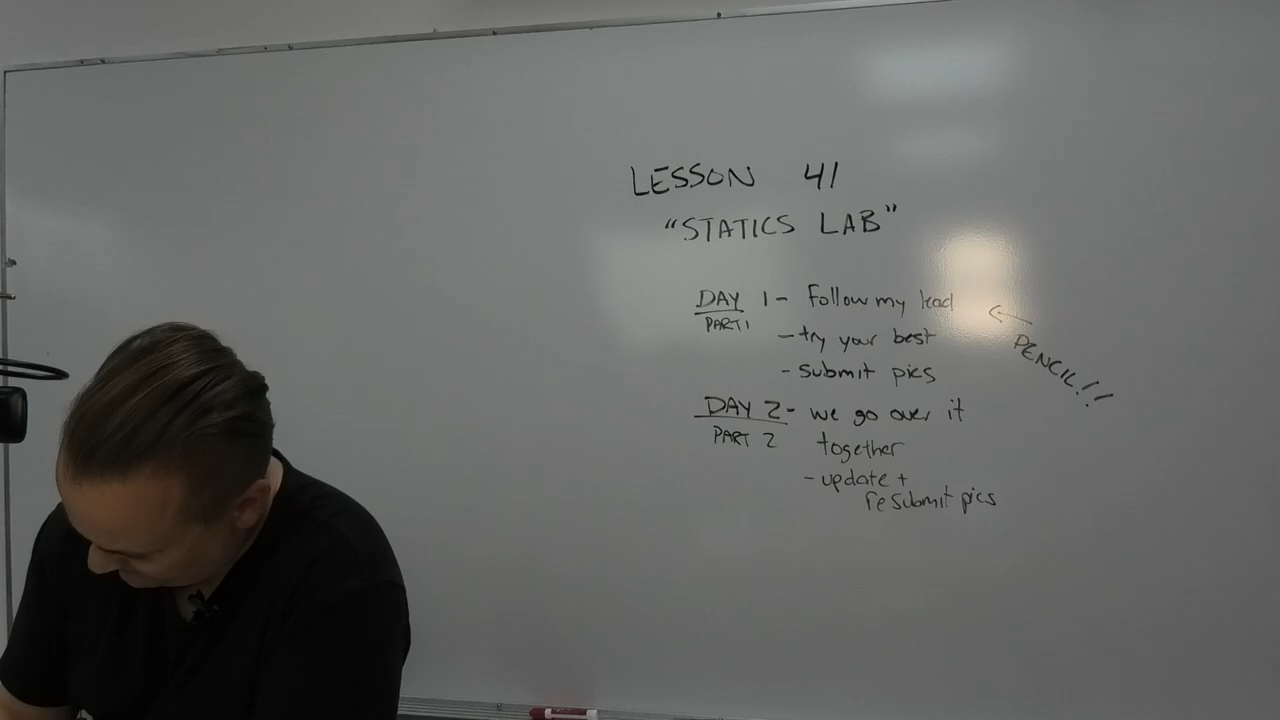 LESSON 41
"STATICS LAB"
DAY 1 - Follow my lead
PART 1
- try your best
- submit pics
PENCIL!!
DAY 2 - we go over it
PART 2 together
- update +
resubmit pics